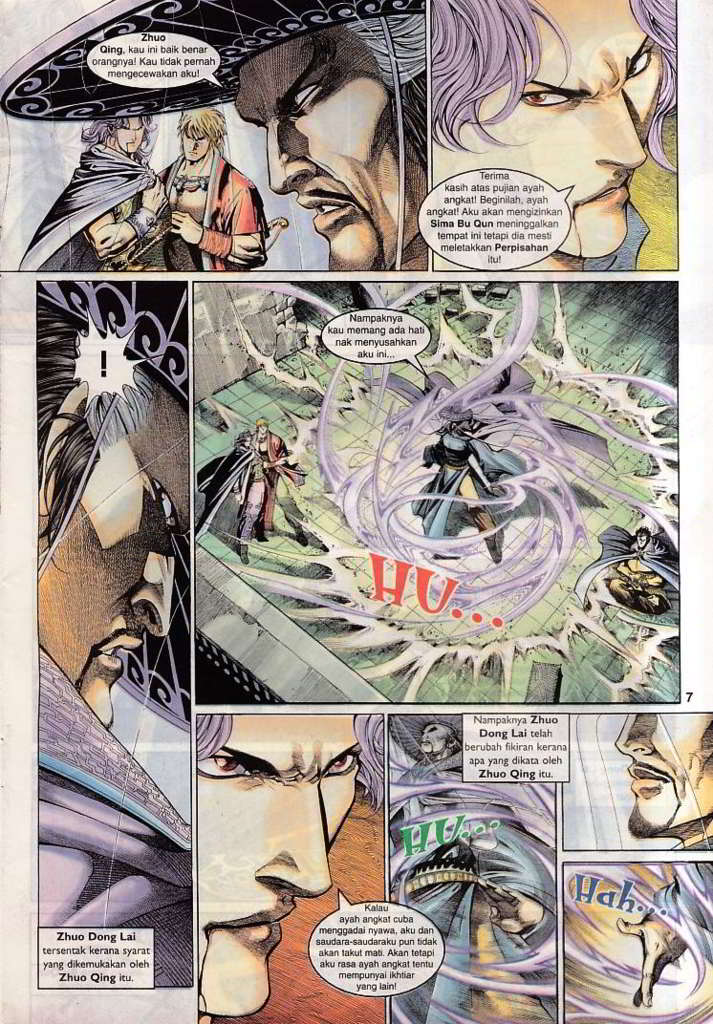 Zhuo
Qing, kau ini baik benar
orangnya! Kau tidak pernah
mengecewakan aku!
Terima
kasih atas pujian ayah
angkat! Beginilah, ayah
angkat! Aku akan mengizinkan
Sima Bu Qun meninggalkan
tempat ini tetapi dia mesti
meletakkan Perpisahan
itu!
!
Nampaknya
kau memang ada hati
nak menyusahkan
aku ini...
HU...
7
Zhuo Dong Lai
tersentak kerana syarat
yang dikemukakan oleh
Zhuo Qing itu.
Kalau
ayah angkat cuba
menggadai nyawa, aku dan
saudara-saudaraku pun tidak
akan takut mati. Akan tetapi
aku rasa ayah angkat tentu
mempunyai ikhtiar
yang lain!
Nampaknya Zhuo
Dong Lai telah
berubah fikiran kerana
apa yang dikata oleh
Zhuo Qing itu.
HU...
Hah...